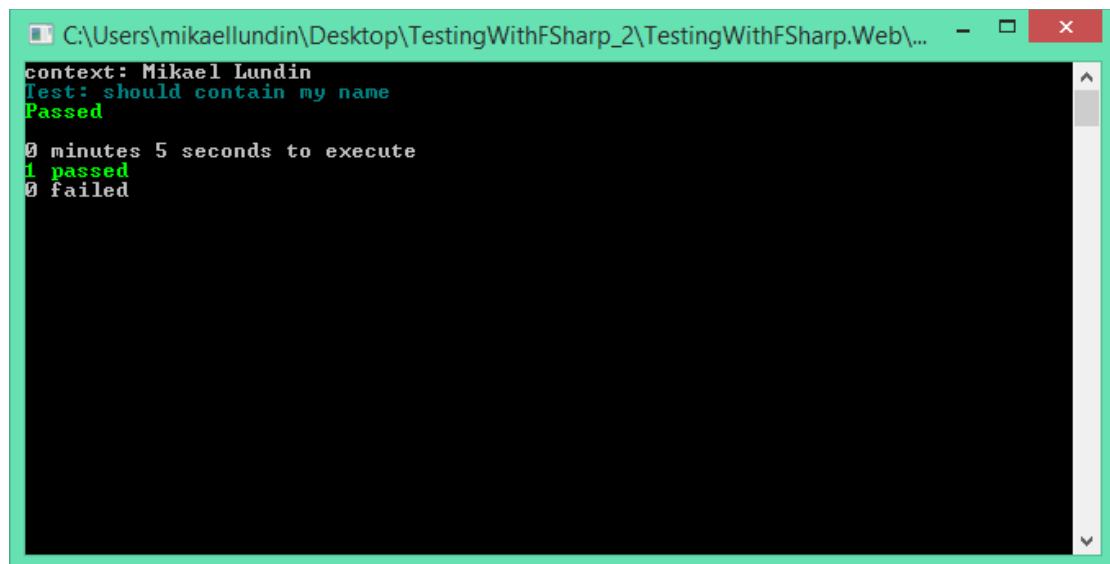 C:\Users\mikaellundin\Desktop\TestingWithFSharp_2\TestingWithFSharp.Web\...
context: Mikael Lundin
Test: should contain my name
Passed
0 minutes 5 seconds to execute
1 passed
0 failed